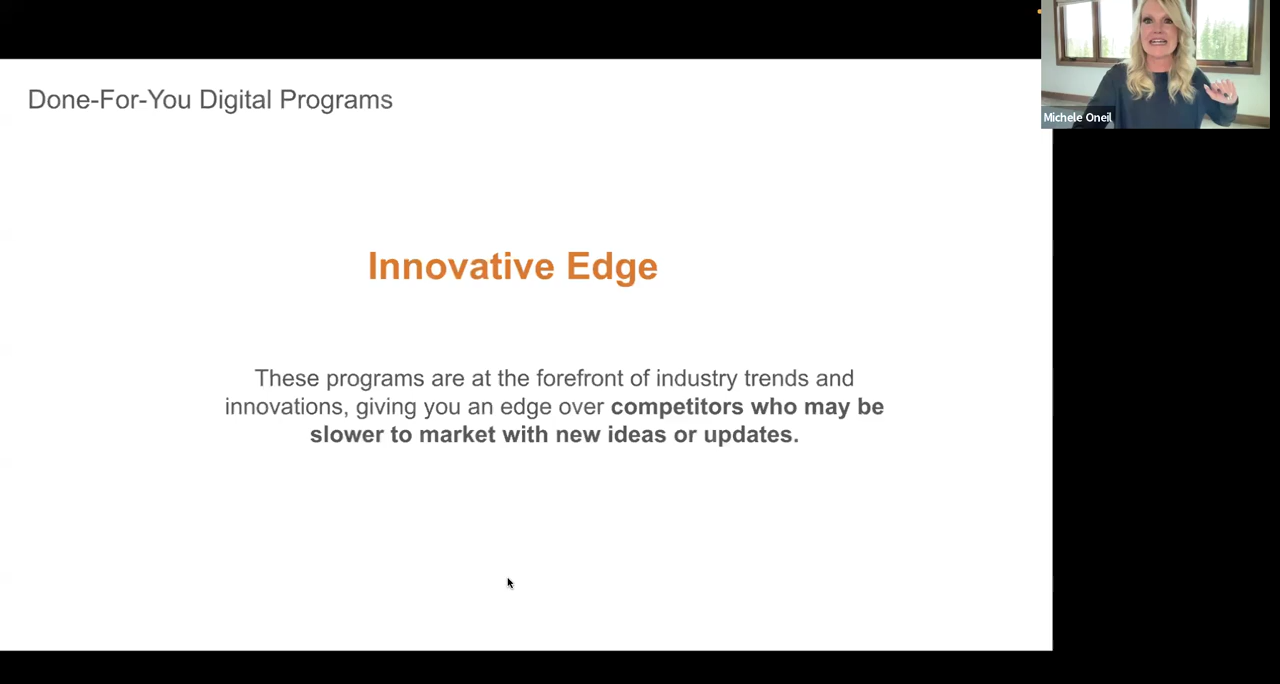 Done-For-You Digital Programs
Michele Oneil
Innovative Edge
These programs are at the forefront of industry trends and
innovations, giving you an edge over competitors who may be
slower to market with new ideas or updates.